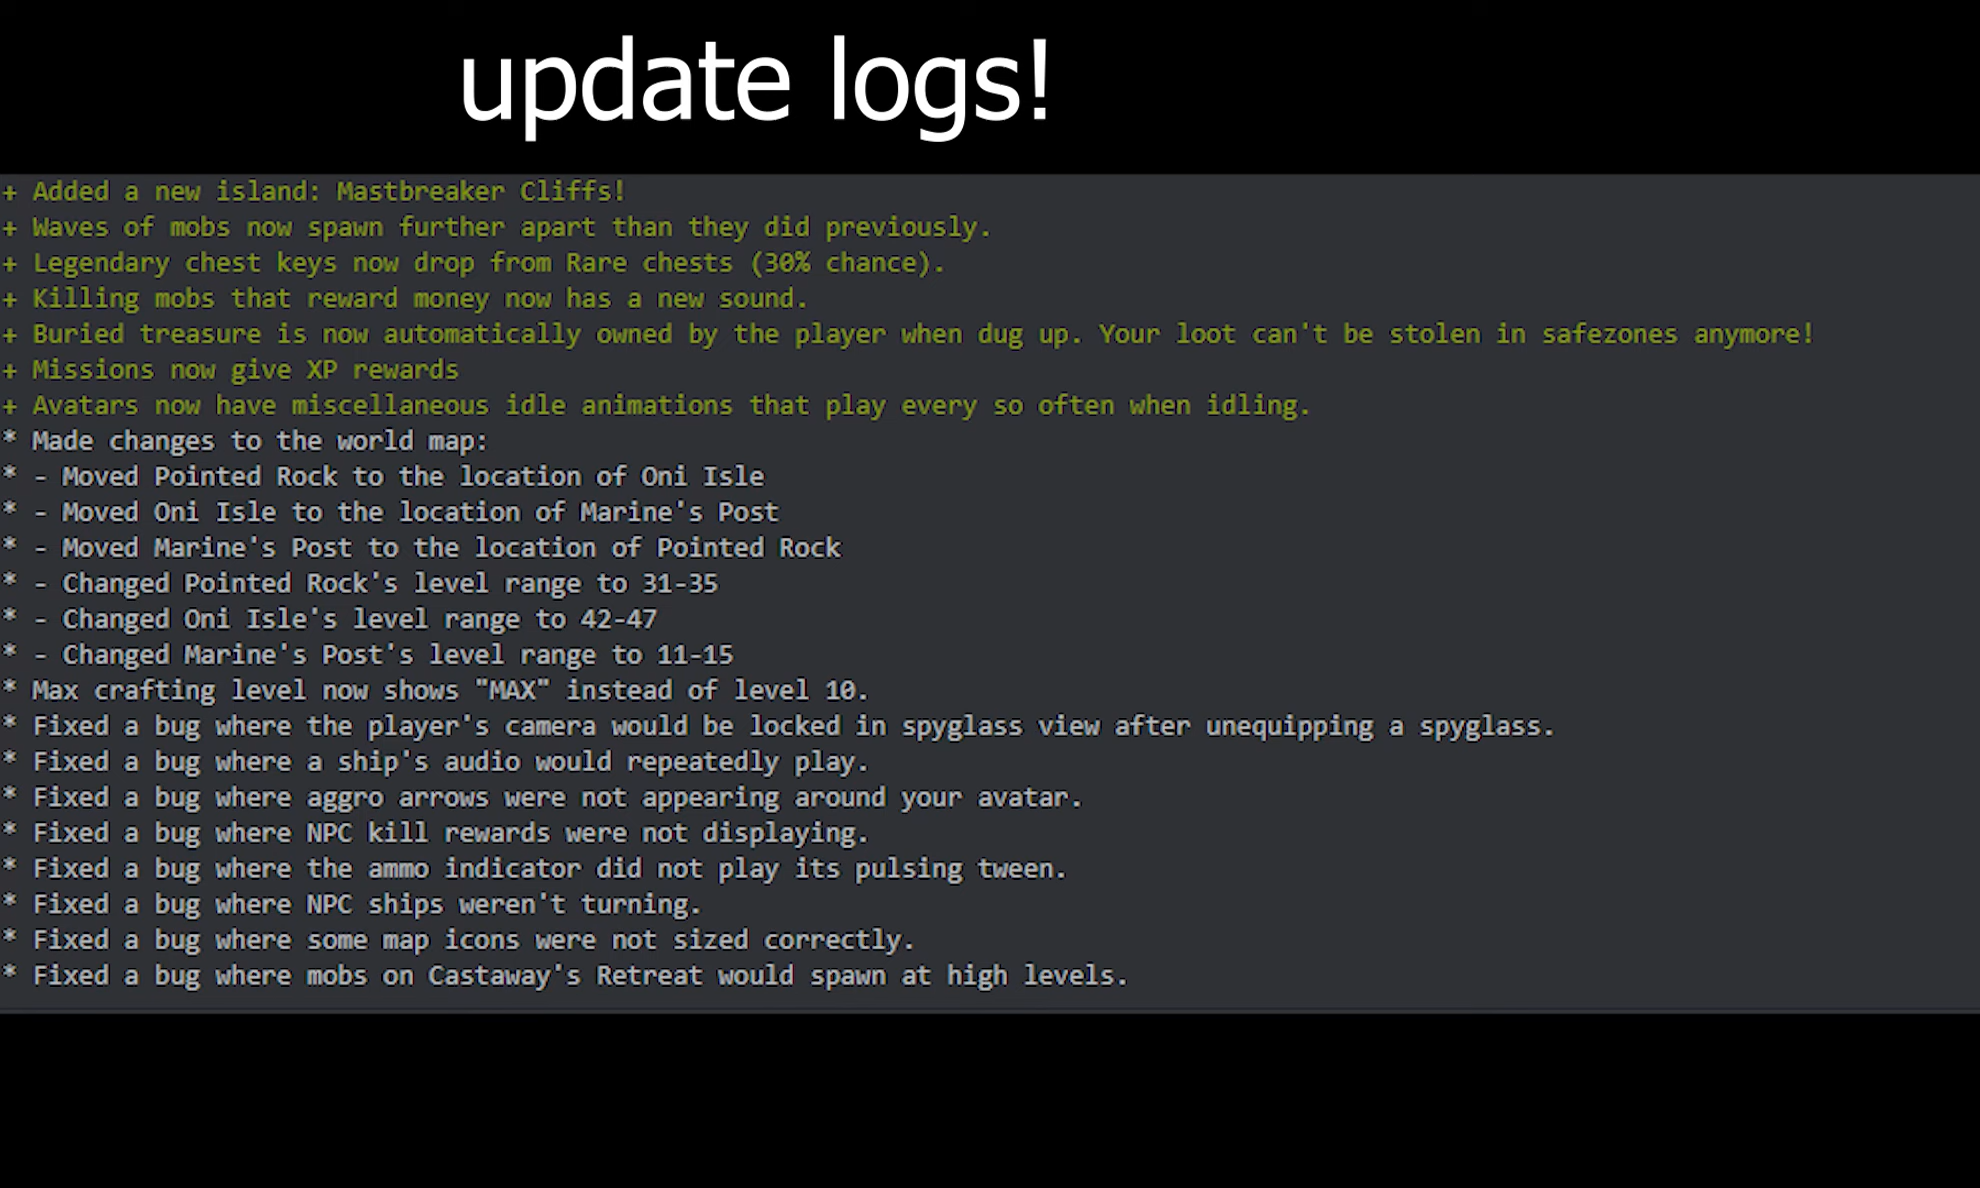 update logs!
+ Added a new island: Mastbreaker Cliffs!
+ Waves of mobs now spawn further apart than they did previously.
+ Legendary chest keys now drop from Rare chests (30% chance).
+ Killing mobs that reward money now has a new sound.
+ Buried treasure is now automatically owned by the player when dug up. Your loot can't be stolen in safezones anymore!
+ Missions now give XP rewards
+ Avatars now have miscellaneous idle animations that play every so often when idling.
* Made changes to the world map:
* - Moved Pointed Rock to the location of Oni Isle
* - Moved Oni Isle to the location of Marine's Post
* - Moved Marine's Post to the location of Pointed Rock
* - Changed Pointed Rock's level range to 31-35
* - Changed Oni Isle's level range to 42-47
* - Changed Marine's Post's level range to 11-15
* Max crafting level now shows "MAX" instead of level 10.
* Fixed a bug where the player's camera would be locked in spyglass view after unequipping a spyglass.
* Fixed a bug where a ship's audio would repeatedly play.
* Fixed a bug where aggro arrows were not appearing around your avatar.
* Fixed a bug where NPC kill rewards were not displaying.
* Fixed a bug where the ammo indicator did not play its pulsing tween.
* Fixed a bug where NPC ships weren't turning.
* Fixed a bug where some map icons were not sized correctly.
* Fixed a bug where mobs on Castaway's Retreat would spawn at high levels.